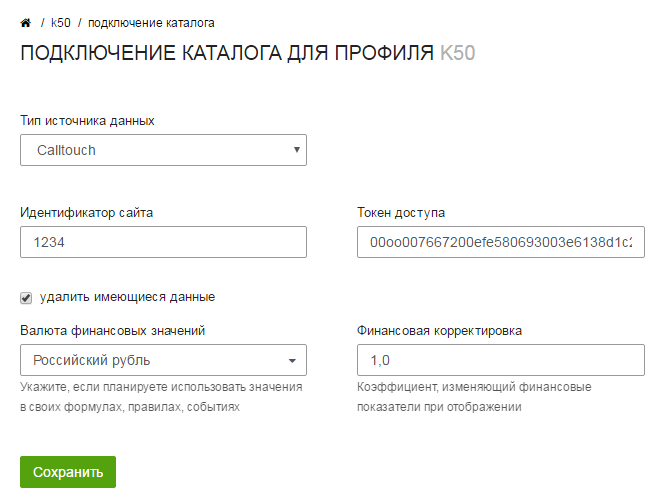 / k50 / подключение каталога
ПОДКЛЮЧЕНИЕ КАТАЛОГА ДЛЯ ПРОФИЛЯ K50
Тип источника данных
Calltouch
Идентификатор сайта
Токен доступа
1234
00oo007667200efe580693003e6138d1c2
удалить имеющиеся данные
Валюта финансовых значений
Финансовая корректировка
Российский рубль
1,0
Укажите, если планируете использовать значения
в своих формулах, правилах, событиях
Коэффициент, изменяющий финансовые
показатели при отображении
Сохранить